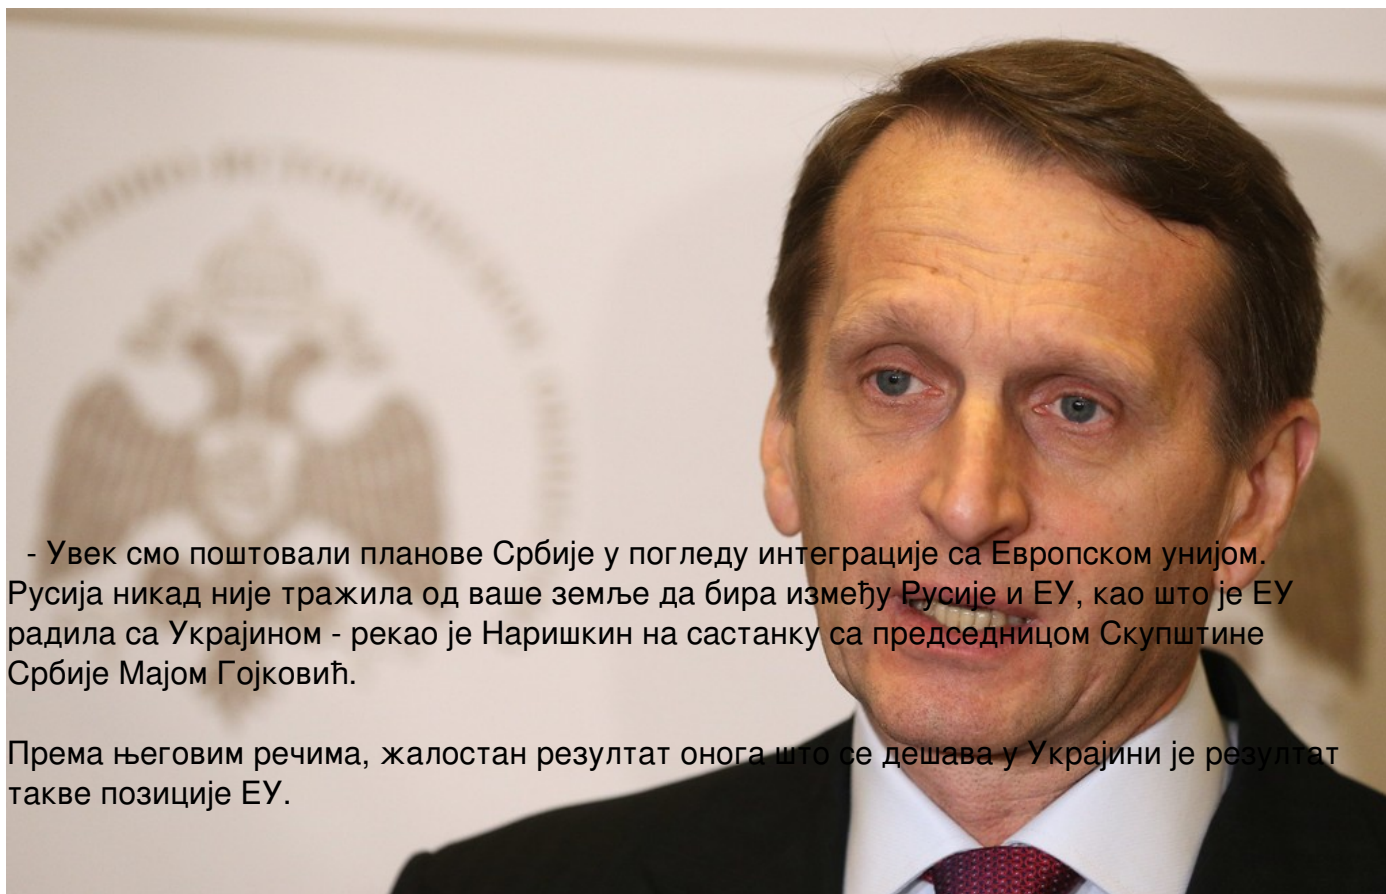 ВОЕННО-ИСТОРИЧЕСКОЕ
- Увек смо поштовали планове Србије у погледу интеграције са Европском унијом.
Русија никад није тражила од ваше земље да бира између Русије и ЕУ, као што је ЕУ
радила са Украјином - рекао је Наришкин на састанку са председницом Скупштине
Србије Мајом Гојковић.
Према његовим речима, жалостан резултат онога што се дешава у Украјини је резултат
такве позиције ЕУ.